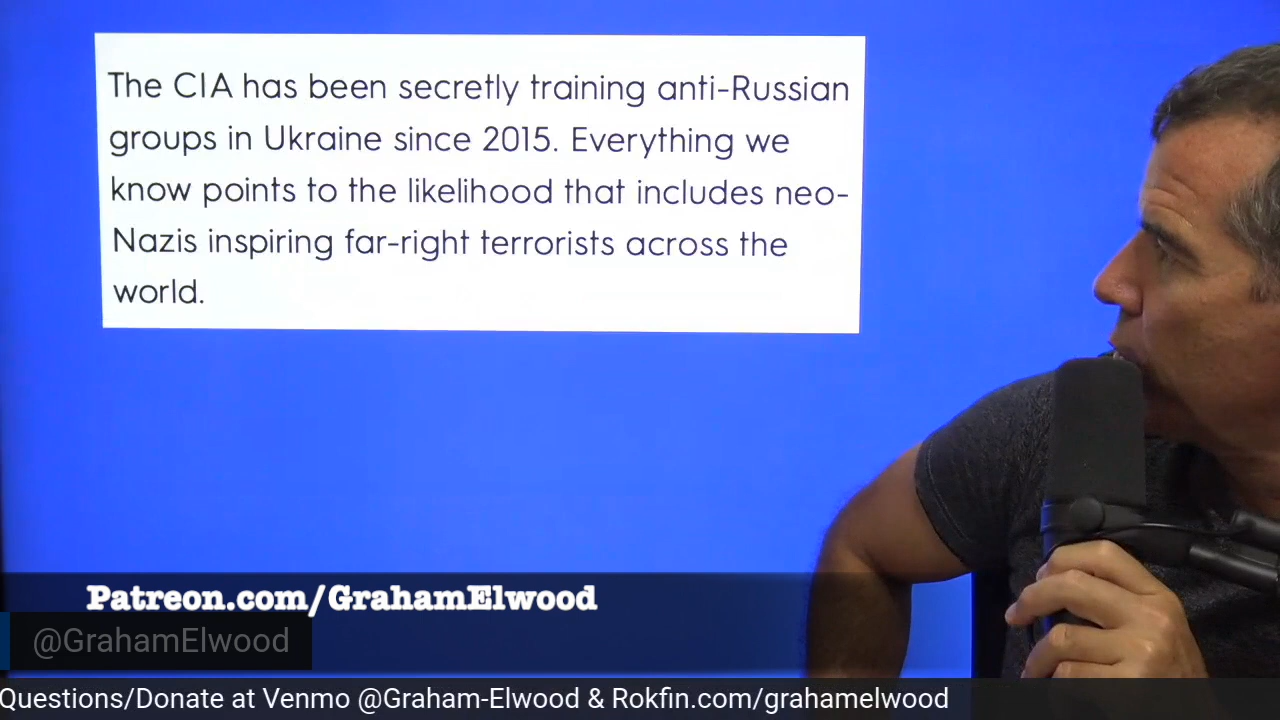 The CIA has been secretly training anti-Russian
groups in Ukraine since 2015. Everything we
know points to the likelihood that includes neo-
Nazis inspiring far-right terrorists across the
world.
Patreon.com/GrahamElwood
@GrahamElwood
Questions/Donate at Venmo @Graham-Elwood & Rokfin.com/grahamelwood